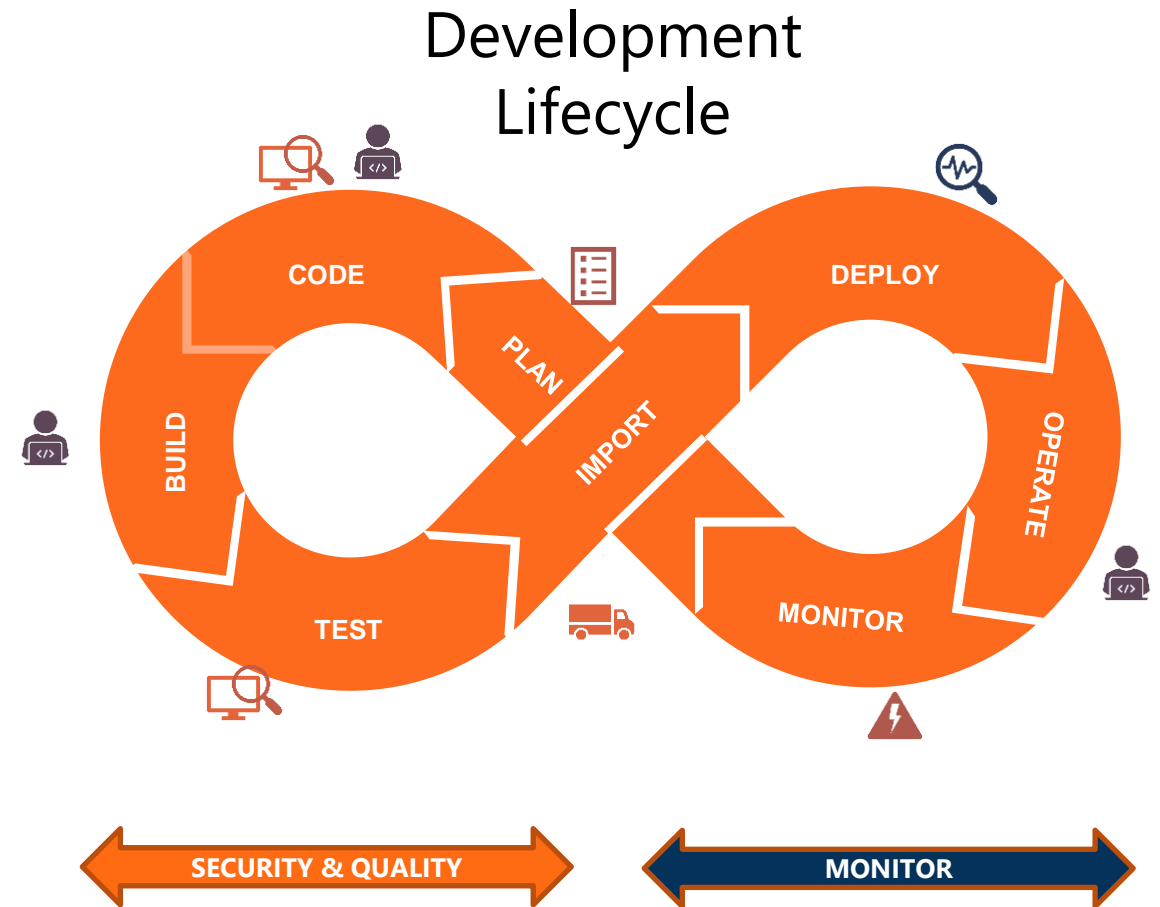 Development
Lifecycle
CODE
PLAN
BUILD
TEST
IMPORT
DEPLOY
OPERATE
MONITOR
SECURITY & QUALITY
MONITOR